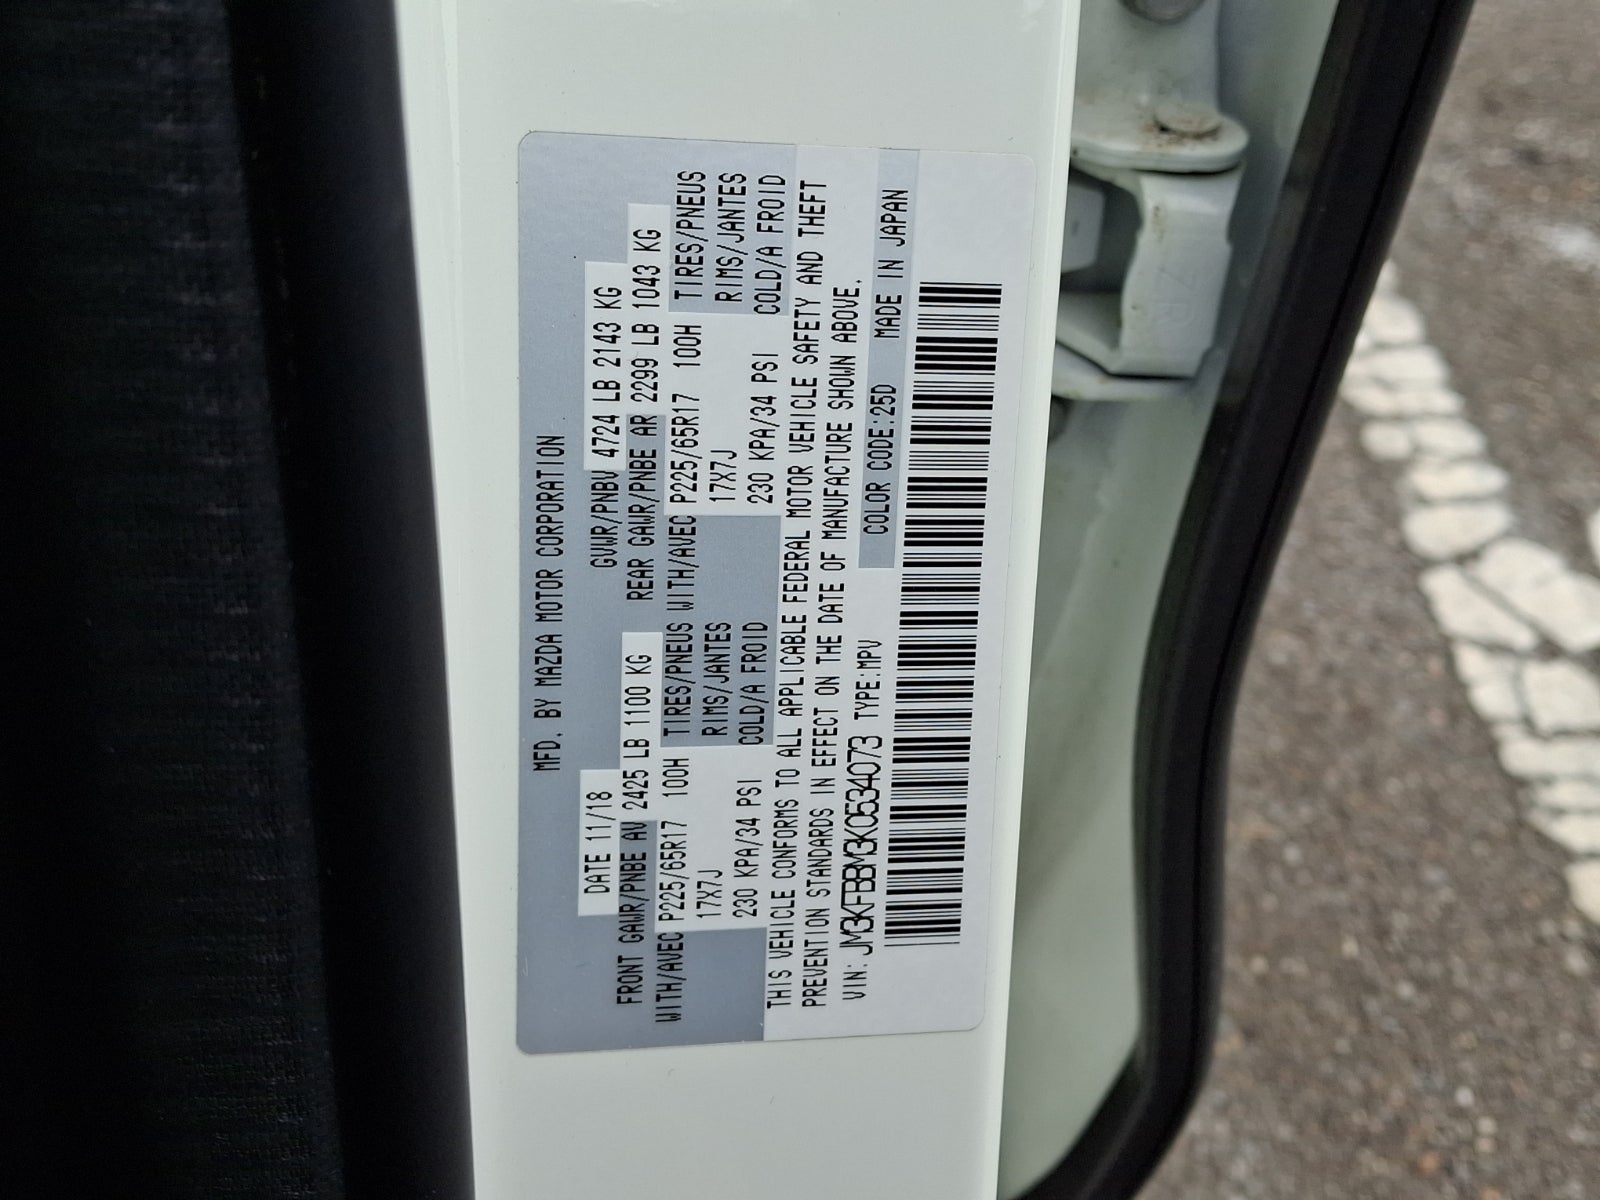 MFD. BY MAZDA MOTOR CORPORATION
DATE 11/18 GVWR/PNBV 4724 LB 2143 KG
FRONT GAWR/PNBE AV 2425 LB 1100 KG REAR GAWR/PNBE AR 2299 LB 1043 KG
WITH/AVEC P225/65R17 100H TIRES/PNEUS WITH/AVEC P225/65R17 100H TIRES/PNEUS
17X7J RIMS/JANTES 17X7J RIMS/JANTES
230 KPA/34 PSI COLD/A FROID 230 KPA/34 PSI COLD/A FROID
THIS VEHICLE CONFORMS TO ALL APPLICABLE FEDERAL MOTOR VEHICLE SAFETY AND THEFT
PREVENTION STANDARDS IN EFFECT ON THE DATE OF MANUFACTURE SHOWN ABOVE.
VIN: JM3KFBBM3K0534073 TYPE:MPV COLOR CODE:25D MADE IN JAPAN